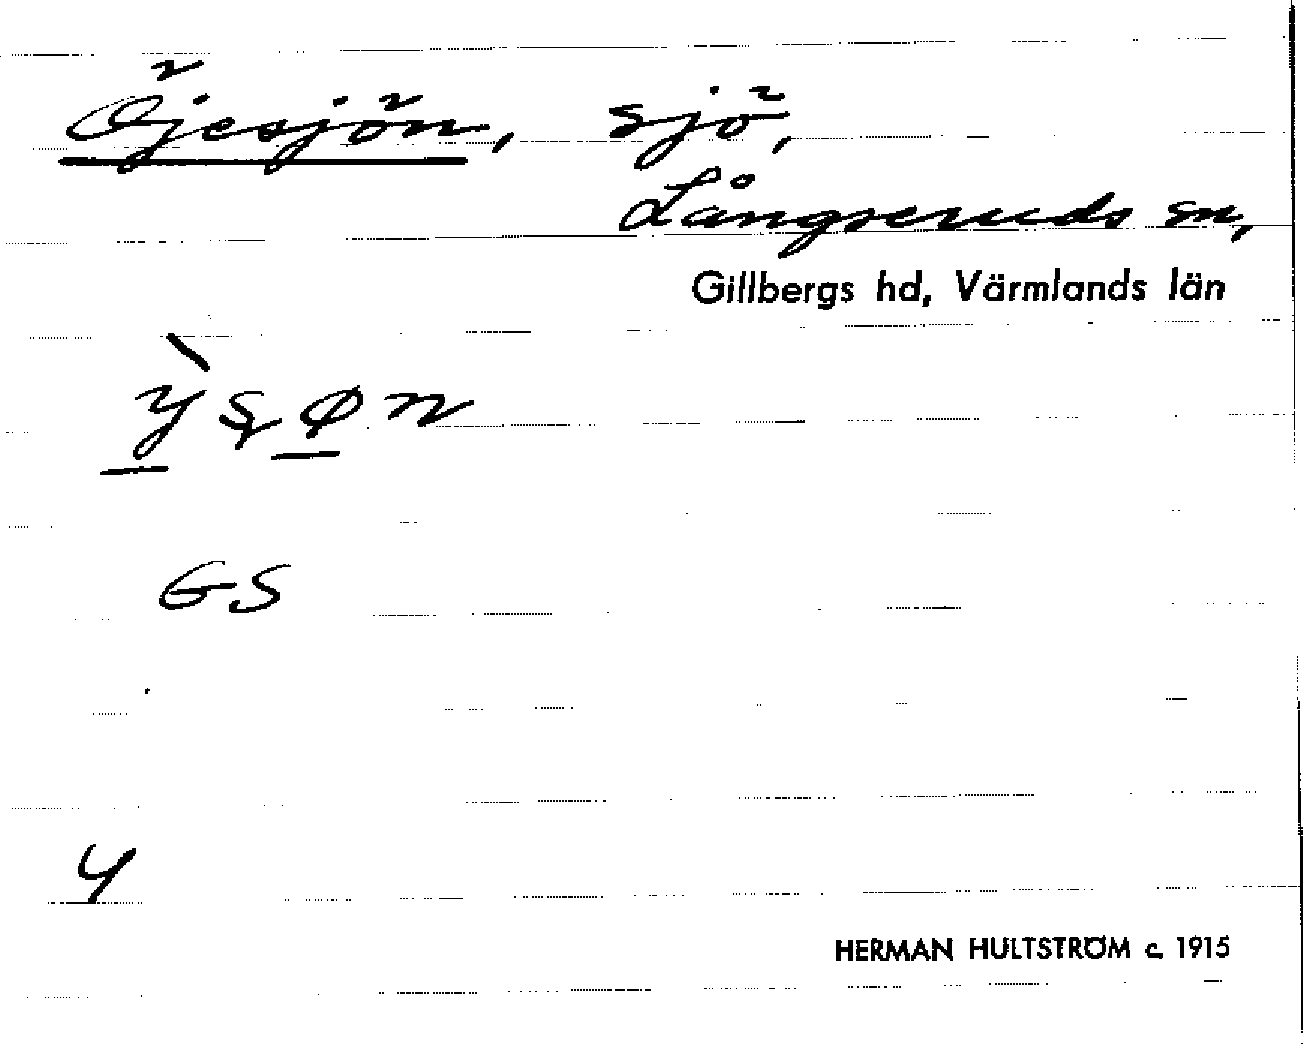 Öjesjön, sjö,
Långseruds sn,
Gillbergs hd, Värmlands län
GS
4
HERMAN HULTSTRÖM c. 1915